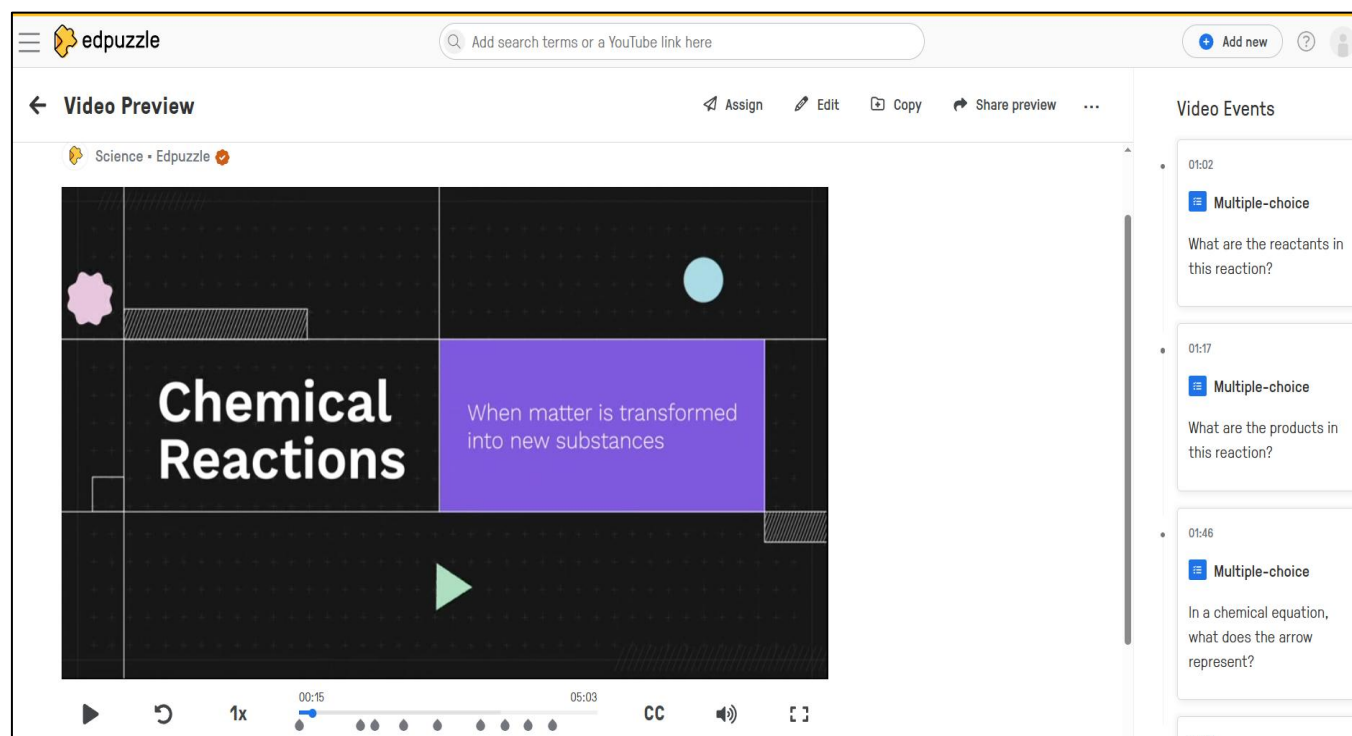 edpuzzle
Add search terms or a YouTube link here
Add new
?
Video Preview
Assign
Edit
Copy
Share preview
...
Science • Edpuzzle
Chemical
Reactions
When matter is transformed
into new substances
00:15
05:03
1x
CC
Video Events
01:02
Multiple-choice
What are the reactants in
this reaction?
01:17
Multiple-choice
What are the products in
this reaction?
01:46
Multiple-choice
In a chemical equation,
what does the arrow
represent?